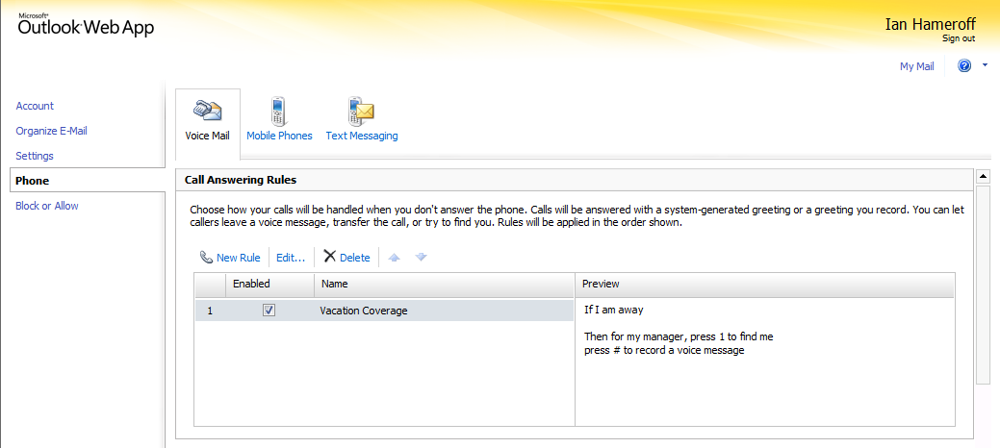 Microsoft®
Outlook Web App
Ian Hameroff
Sign out
My Mail
Account
Organize E-Mail
Settings
Phone
Block or Allow
Voice Mail
Mobile Phones
Text Messaging
Call Answering Rules
Choose how your calls will be handled when you don't answer the phone. Calls will be answered with a system-generated greeting or a greeting you record. You can let
callers leave a voice message, transfer the call, or try to find you. Rules will be applied in the order shown.
New Rule Edit... Delete
Enabled Name Preview
1 Vacation Coverage
If I am away
Then for my manager, press 1 to find me
press # to record a voice message